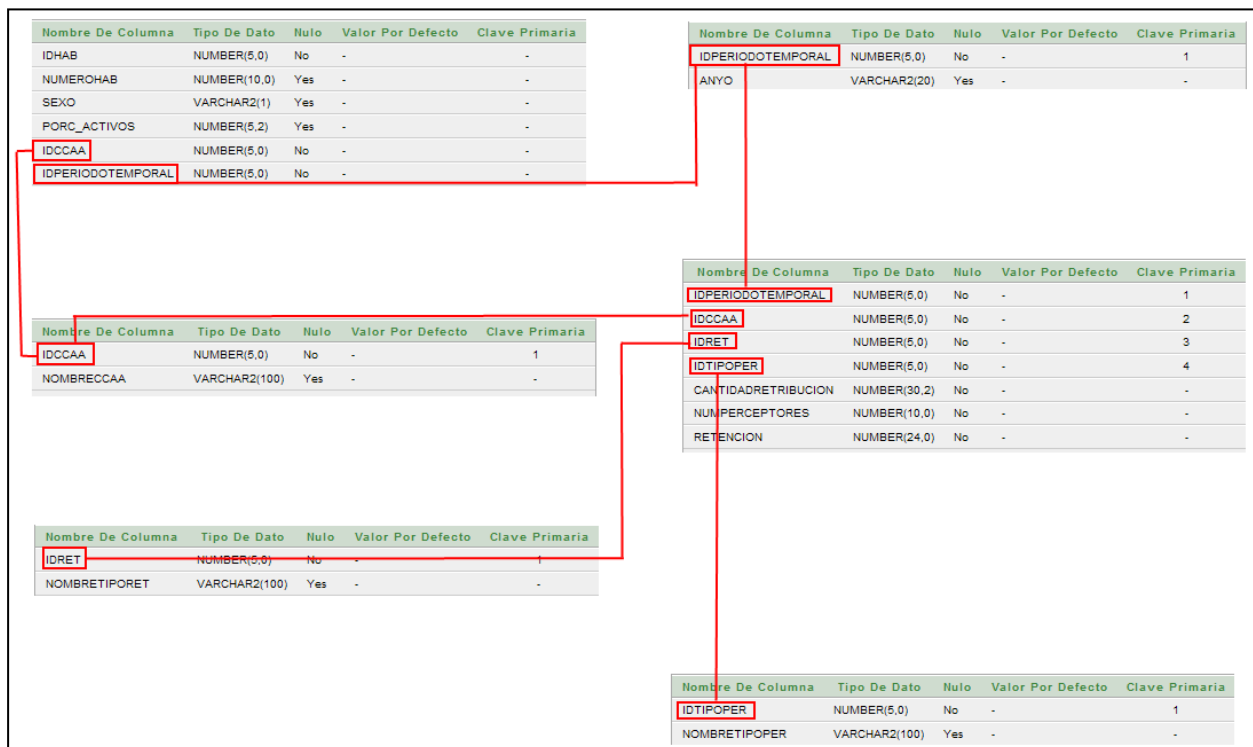 Nombre De Columna Tipo De Dato Nulo Valor Por Defecto Clave Primaria
IDHAB NUMBER(5,0) No - -
NUMEROHAB NUMBER(10,0) Yes - -
SEXO VARCHAR2(1) Yes - -
PORC_ACTIVOS NUMBER(5,2) Yes - -
IDCCAA NUMBER(5,0) No - -
IDPERIODOTEMPORAL NUMBER(5,0) No - -
Nombre De Columna Tipo De Dato Nulo Valor Por Defecto Clave Primaria
IDPERIODOTEMPORAL NUMBER(5,0) No - 1
ANYO VARCHAR2(20) Yes - -
Nombre De Columna Tipo De Dato Nulo Valor Por Defecto Clave Primaria
IDPERIODOTEMPORAL NUMBER(5,0) No - 1
IDCCAA NUMBER(5,0) No - 2
IDRET NUMBER(5,0) No - 3
IDTIPOPER NUMBER(5,0) No - 4
CANTIDADRETRIBUCION NUMBER(30,2) No - -
NUMPERCEPTORES NUMBER(10,0) No - -
RETENCION NUMBER(24,0) No - -
Nombre De Columna Tipo De Dato Nulo Valor Por Defecto Clave Primaria
IDCCAA NUMBER(5,0) No - 1
NOMBRECCAA VARCHAR2(100) Yes - -
Nombre De Columna Tipo De Dato Nulo Valor Por Defecto Clave Primaria
IDRET NUMBER(5,0) No - 1
NOMBRETIPORET VARCHAR2(100) Yes - -
Nombre De Columna Tipo De Dato Nulo Valor Por Defecto Clave Primaria
IDTIPOPER NUMBER(5,0) No - 1
NOMBRETIPOPER VARCHAR2(100) Yes - -